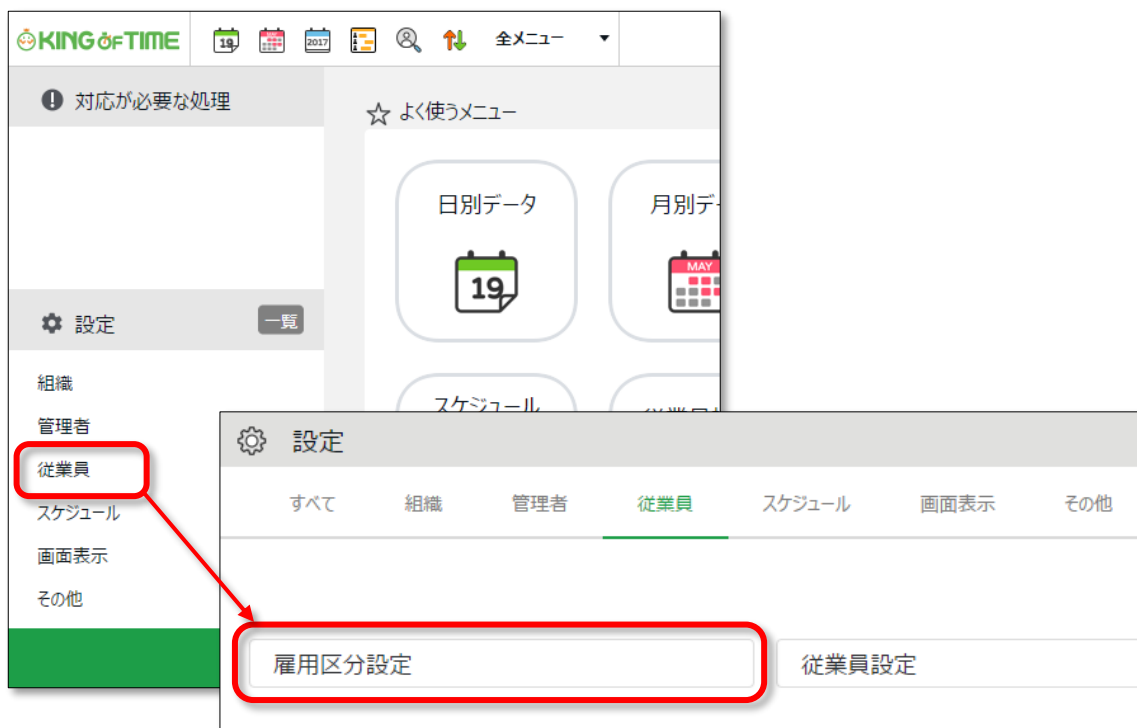 KING OF TIME
19
2017
全メニュー
対応が必要な処理
よく使うメニュー
日別データ
19
月別デ
MAY
設定
一覧
組織
管理者
従業員
スケジュール
画面表示
その他
スケジュール
設定
すべて
組織
管理者
従業員
スケジュール
画面表示
その他
雇用区分設定
従業員設定